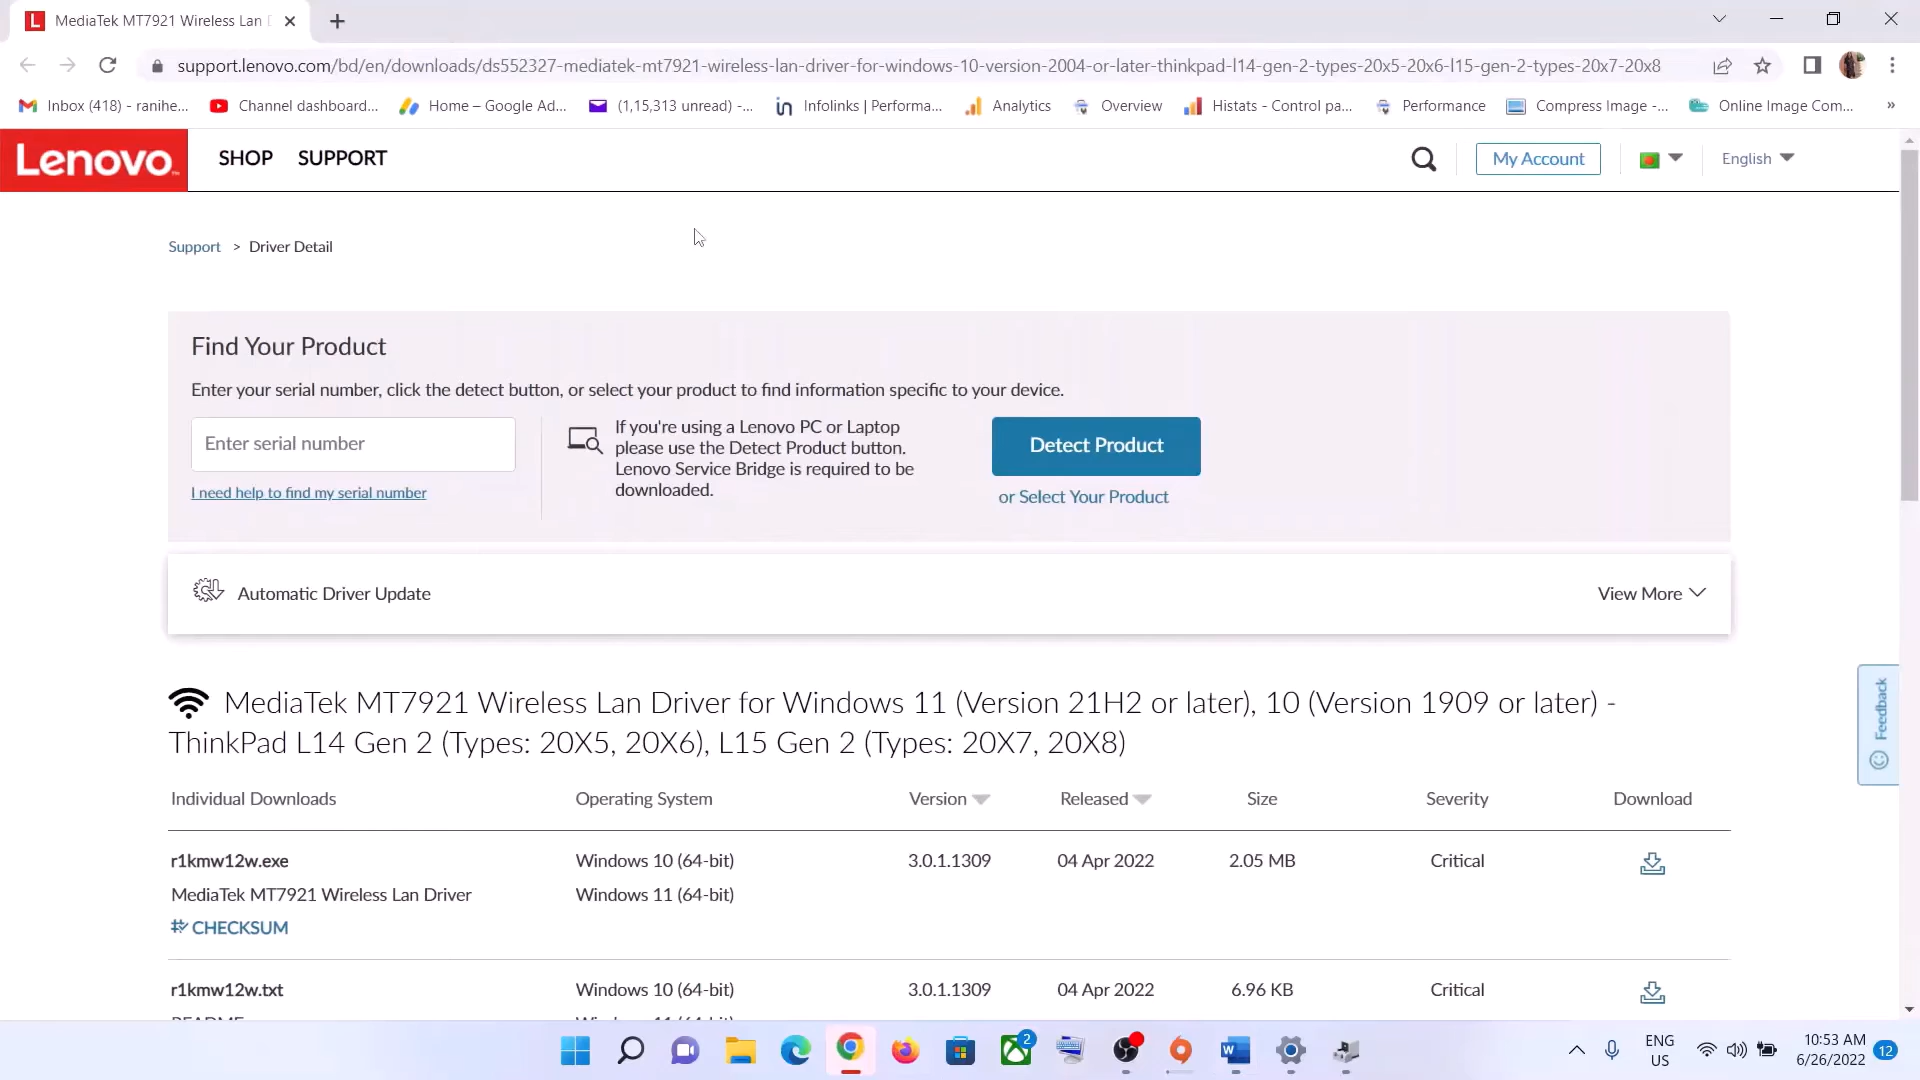 MediaTek MT7921 Wireless Lan
support.lenovo.com/bd/en/downloads/ds552327-mediatek-mt7921-wireless-lan-driver-for-windows-10-version-2004-or-later-thinkpad-l14-gen-2-types-20x5-20x6-l15-gen-2-types-20x7-20x8
Inbox (418) - ranihe... Channel dashboard... Home – Google Ad... (1,15,313 unread) -... Infolinks | Performa... Analytics Overview Histats - Control pa... Performance Compress Image -... Online Image Com... »
Lenovo SHOP SUPPORT My Account English
Support > Driver Detail
Find Your Product
Enter your serial number, click the detect button, or select your product to find information specific to your device.
Enter serial number
I need help to find my serial number
If you're using a Lenovo PC or Laptop
please use the Detect Product button.
Lenovo Service Bridge is required to be
downloaded.
Detect Product
or Select Your Product
Automatic Driver Update View More
Feedback
MediaTek MT7921 Wireless Lan Driver for Windows 11 (Version 21H2 or later), 10 (Version 1909 or later) -
ThinkPad L14 Gen 2 (Types: 20X5, 20X6), L15 Gen 2 (Types: 20X7, 20X8)
Individual Downloads Operating System Version Released Size Severity Download
r1kmw12w.exe Windows 10 (64-bit) 3.0.1.1309 04 Apr 2022 2.05 MB Critical
MediaTek MT7921 Wireless Lan Driver Windows 11 (64-bit)
CHECKSUM
r1kmw12w.txt Windows 10 (64-bit) 3.0.1.1309 04 Apr 2022 6.96 KB Critical
2
ENG
US
10:53 AM
6/26/2022
12